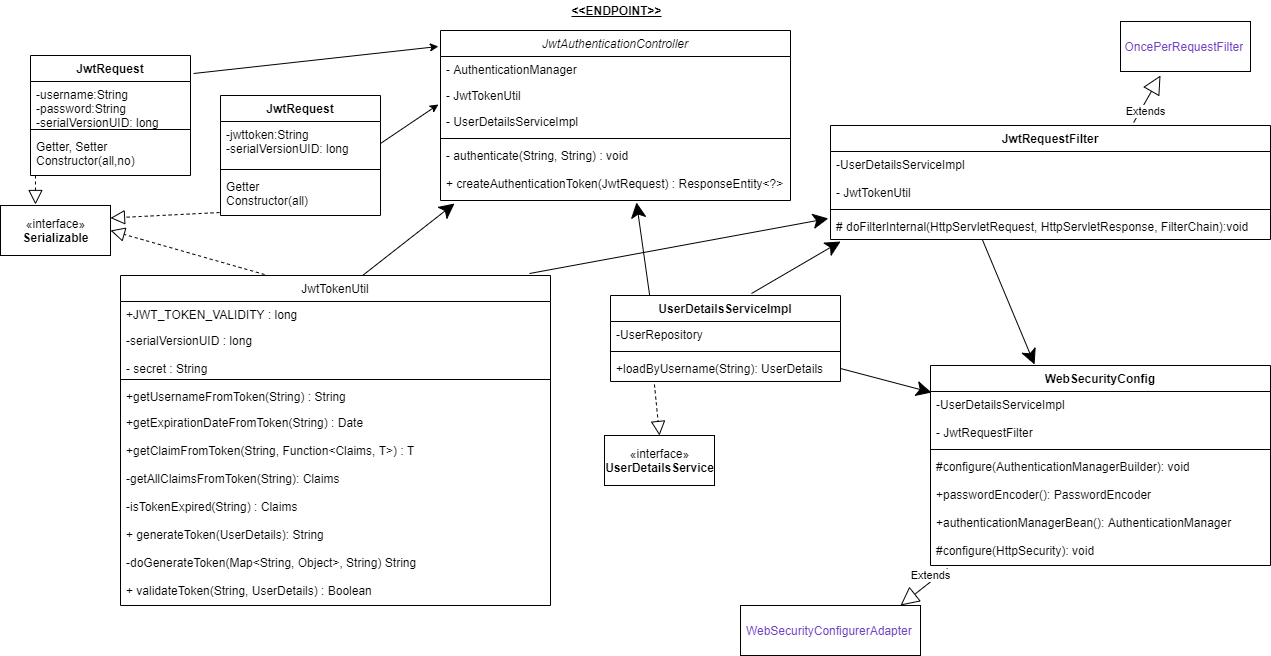 <<ENDPOINT>>
JwtAuthenticationController
- AuthenticationManager
- JwtTokenUtil
- UserDetailsServiceImpl
- authenticate(String, String) : void
+ createAuthenticationToken(JwtRequest) : ResponseEntity<?>
OncePerRequestFilter
Extends
JwtRequest
-username:String
-password:String
-serialVersionUID: long
Getter, Setter
Constructor(all,no)
JwtRequest
-jwttoken:String
-serialVersionUID: long
Getter
Constructor(all)
JwtRequestFilter
-UserDetailsServiceImpl
- JwtTokenUtil
# doFilterInternal(HttpServletRequest, HttpServletResponse, FilterChain):void
«interface»
Serializable
JwtTokenUtil
+JWT_TOKEN_VALIDITY : long
-serialVersionUID : long
- secret : String
+getUsernameFromToken(String) : String
+getExpirationDateFromToken(String) : Date
+getClaimFromToken(String, Function<Claims, T>) : T
-getAllClaimsFromToken(String): Claims
-isTokenExpired(String) : Claims
+ generateToken(UserDetails): String
-doGenerateToken(Map<String, Object>, String) String
+ validateToken(String, UserDetails) : Boolean
UserDetailsServiceImpl
-UserRepository
+loadByUsername(String): UserDetails
«interface»
UserDetailsService
WebSecurityConfig
-UserDetailsServiceImpl
- JwtRequestFilter
#configure(AuthenticationManagerBuilder): void
+passwordEncoder(): PasswordEncoder
+authenticationManagerBean(): AuthenticationManager
#configure(HttpSecurity): void
Extends
WebSecurityConfigurerAdapter